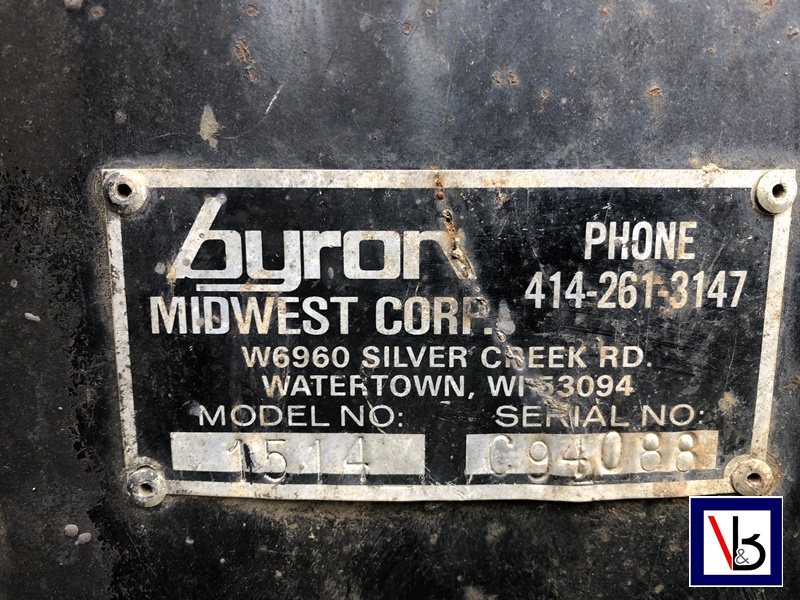 byron
MIDWEST CORP.
PHONE
414-261-3147
W6960 SILVER CREEK RD.
WATERTOWN, WI 53094
MODEL NO: SERIAL NO:
1514 C94088
V&B